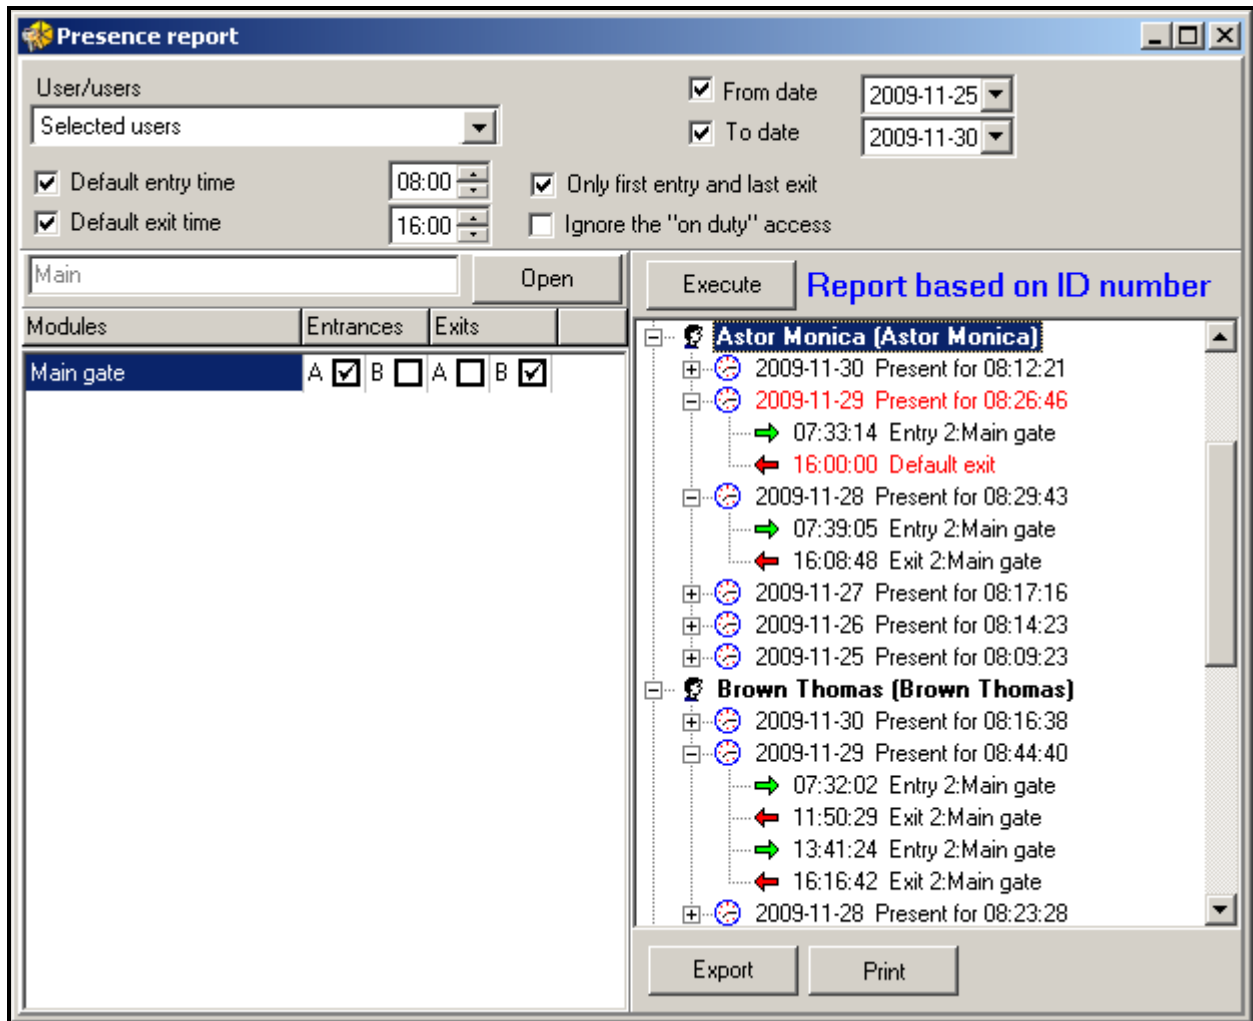 Presence report
User/users
Selected users
From date 2009-11-25
To date 2009-11-30
Default entry time 08:00 Only first entry and last exit
Default exit time 16:00 Ignore the "on duty" access
Main Open
Execute Report based on ID number
Modules Entrances Exits
Main gate A B A B
Astor Monica (Astor Monica)
2009-11-30 Present for 08:12:21
2009-11-29 Present for 08:26:46
07:33:14 Entry 2:Main gate
16:00:00 Default exit
2009-11-28 Present for 08:29:43
07:39:05 Entry 2:Main gate
16:08:48 Exit 2:Main gate
2009-11-27 Present for 08:17:16
2009-11-26 Present for 08:14:23
2009-11-25 Present for 08:09:23
Brown Thomas (Brown Thomas)
2009-11-30 Present for 08:16:38
2009-11-29 Present for 08:44:40
07:32:02 Entry 2:Main gate
11:50:29 Exit 2:Main gate
13:41:24 Entry 2:Main gate
16:16:42 Exit 2:Main gate
2009-11-28 Present for 08:23:28
Export Print